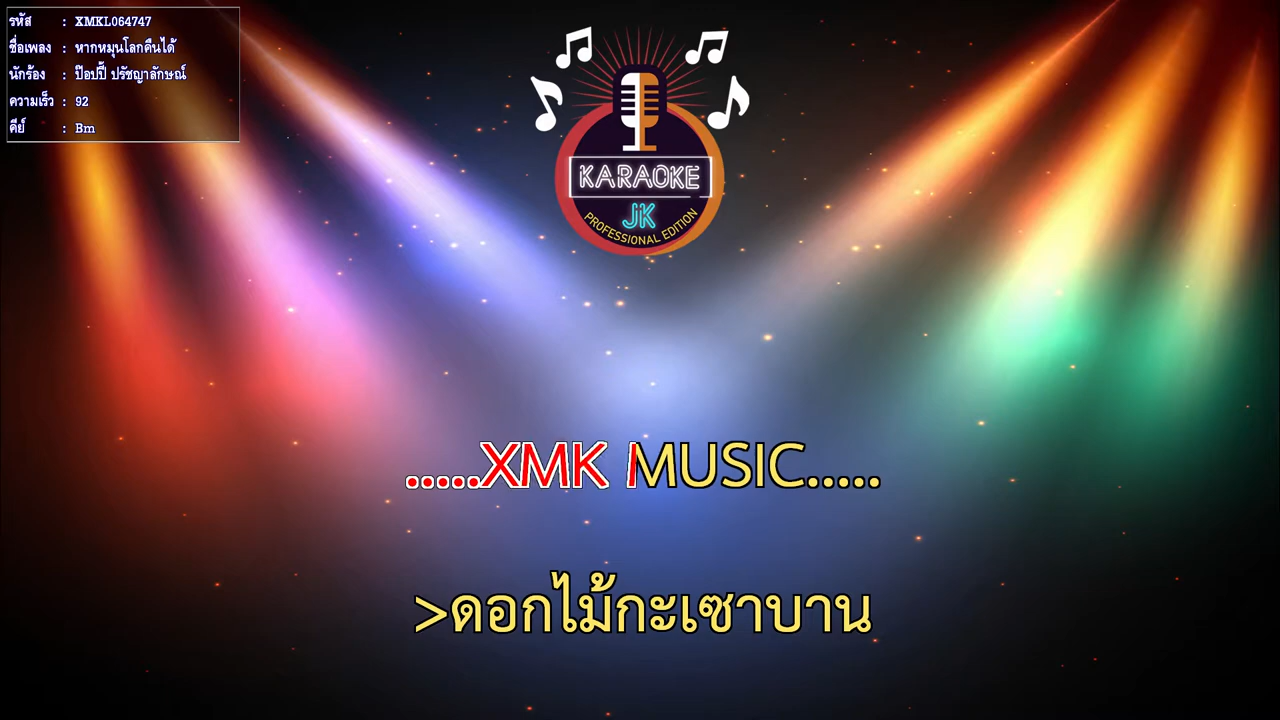 รหัส : XMKL064747
ชื่อเพลง : หากหมุนโลกคืนได้
นักร้อง : ป๊อปปี้ ปรัชญาลักษณ์
ความเร็ว : 92
คีย์ : Bm
KARAOKE
JK
PROFESSIONAL EDITION
.....XMK MUSIC.....
>ดอกไม้กะเซาบาน